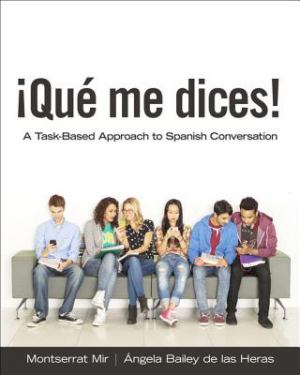 ¡Qué me dices!
A Task-Based Approach to Spanish Conversation
Montserrat Mir | Ángela Bailey de las Heras